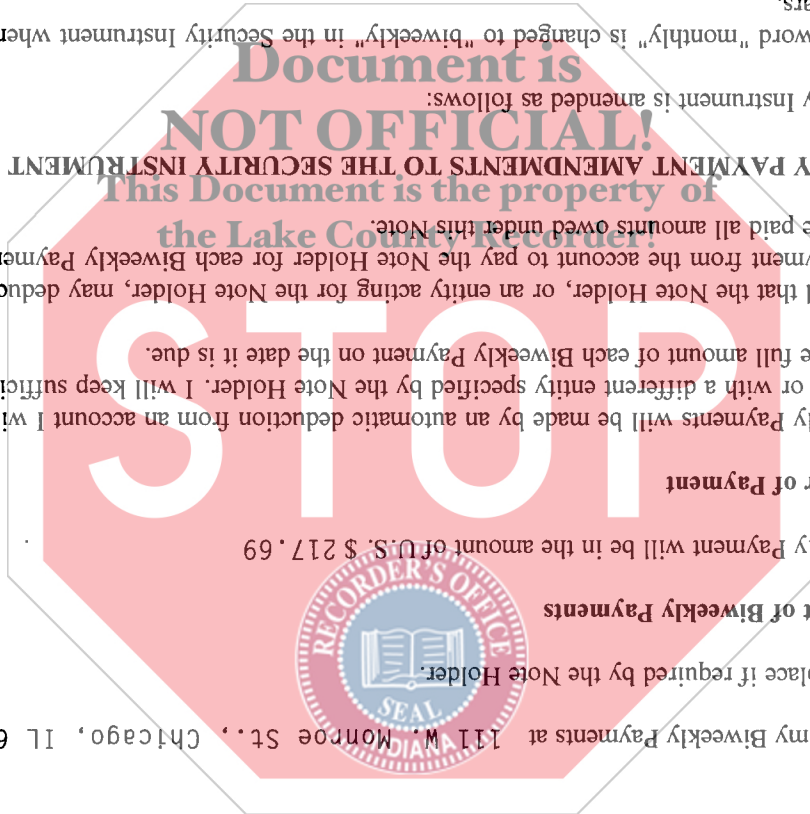 Document is
NOT OFFICIAL!
This Document is the property of
the Lake County Recorder!
STOP
RECORDER'S OFFICE
SEAL
INDIANA
my Biweekly Payments at 111 W. Monroe St., Chicago, IL 6
place if required by the Note Holder.
t of Biweekly Payments
y Payment will be in the amount of U.S. $ 217.69
r of Payment
ly Payments will be made by an automatic deduction from an account I wi
or with a different entity specified by the Note Holder. I will keep suffici
e full amount of each Biweekly Payment on the date it is due.
d that the Note Holder, or an entity acting for the Note Holder, may deduc
yment from the account to pay the Note Holder for each Biweekly Payme
e paid all amounts owed under this Note.
Y PAYMENT AMENDMENTS TO THE SECURITY INSTRUMENT
y Instrument is amended as follows:
word "monthly" is changed to "biweekly" in the Security Instrument wher
ars.